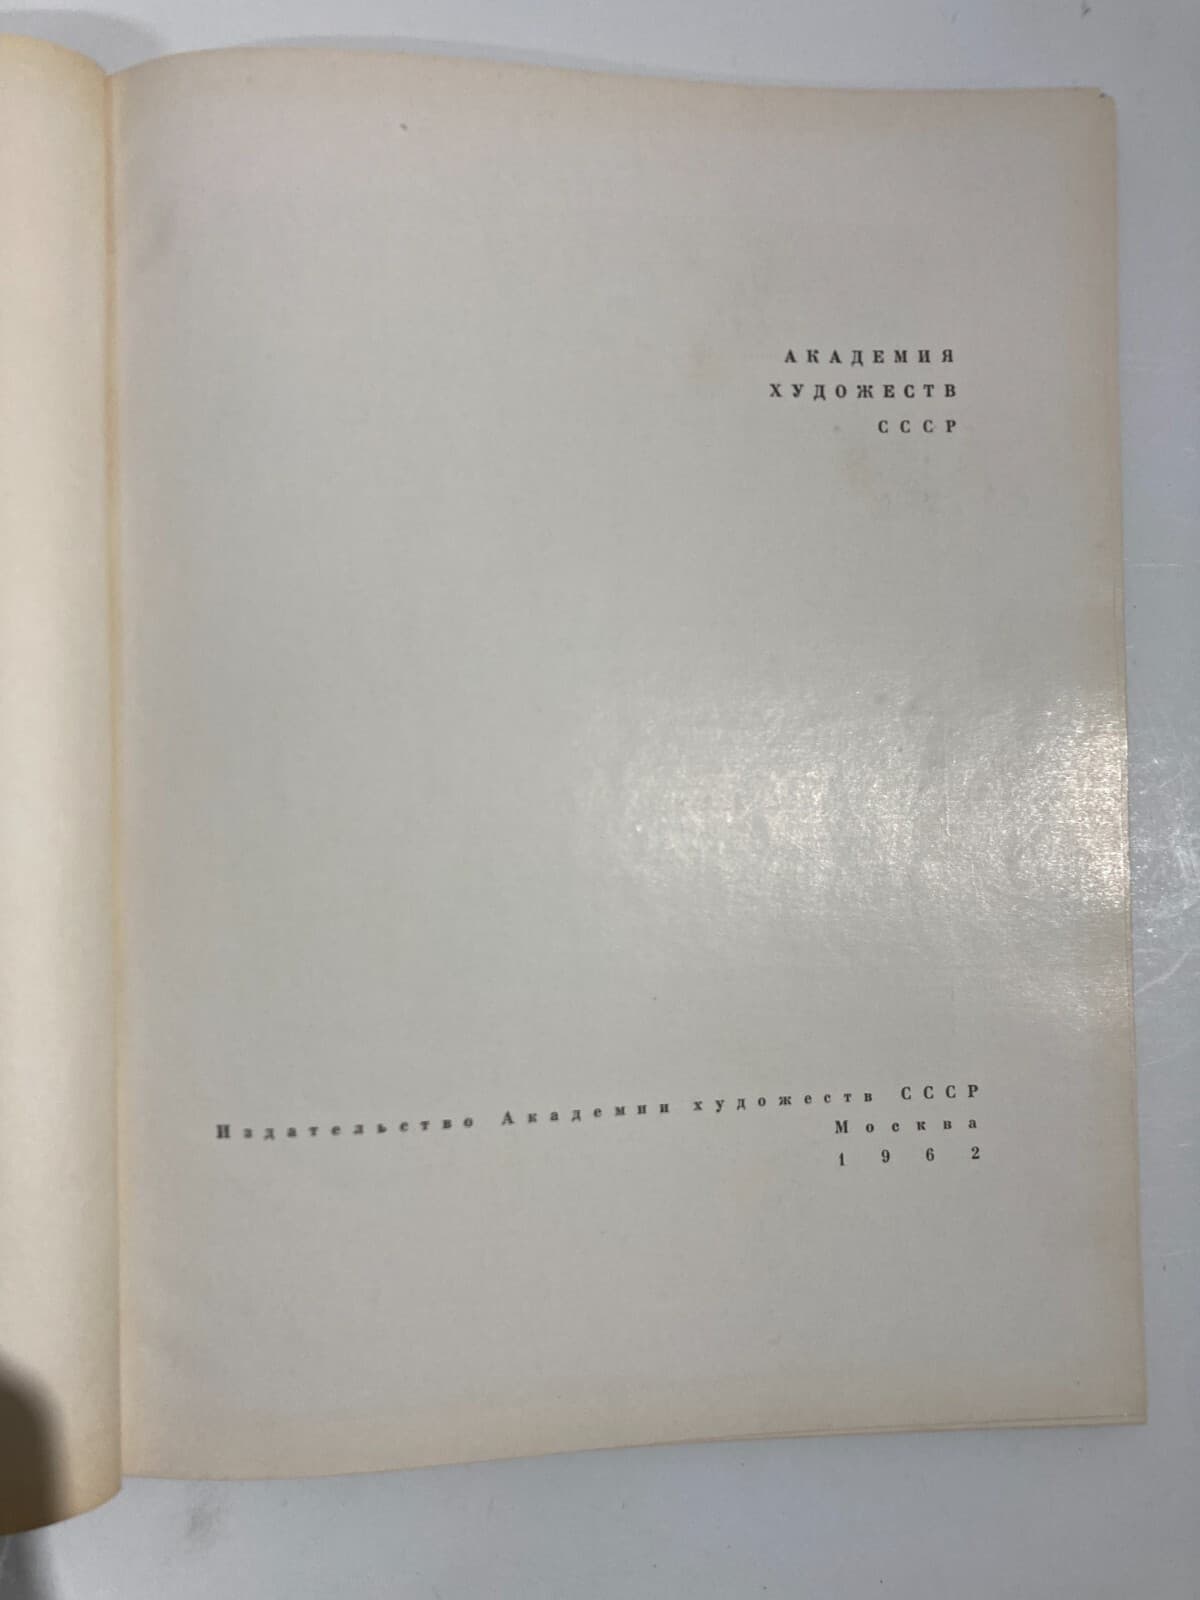 АКАДЕМИЯ
ХУДОЖЕСТВ
СССР
Издательство Академии художеств СССР
Москва
1962